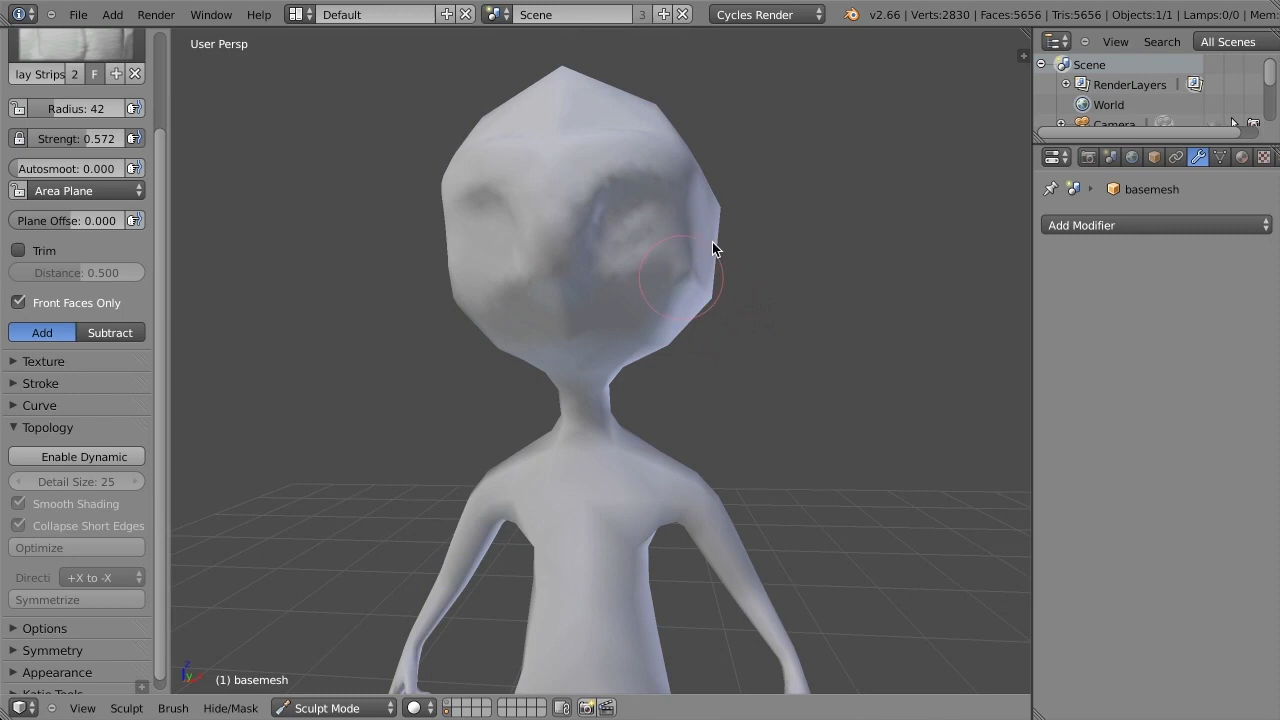 File Add Render Window Help Default Scene 3 Cycles Render v2.66 | Verts:2830 | Faces:5656 | Tris:5656 | Objects:1/1 | Lamps:0/0 | Mem:
User Persp
View Search All Scenes
Scene
RenderLayers
World
Camera
basemesh
Add Modifier
lay Strips 2 F
Radius: 42
Strengt: 0.572
Autosmoot: 0.000
Area Plane
Plane Offse: 0.000
Trim
Distance: 0.500
Front Faces Only
Add Subtract
Texture
Stroke
Curve
Topology
Enable Dynamic
Detail Size: 25
Smooth Shading
Collapse Short Edges
Optimize
Directi +X to -X
Symmetrize
Options
Symmetry
Appearance
z
y
(1) basemesh
View Sculpt Brush Hide/Mask Sculpt Mode